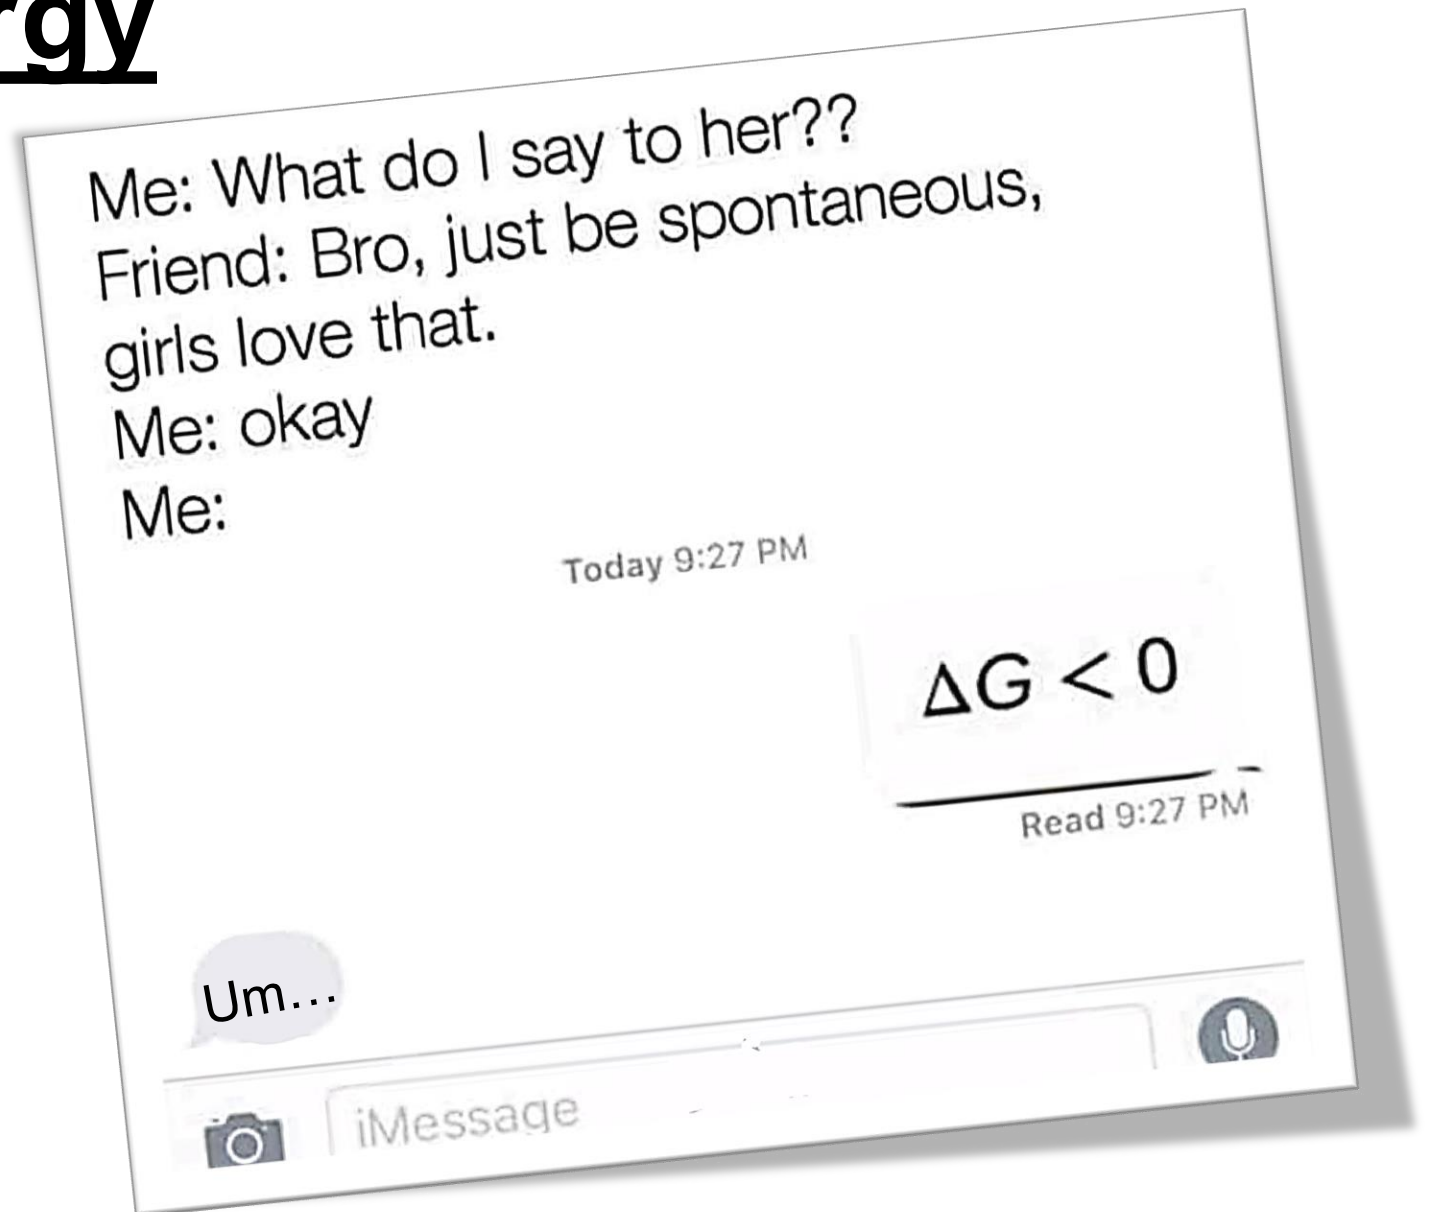 rgy
Me: What do I say to her??
Friend: Bro, just be spontaneous,
girls love that.
Me: okay
Me:
Today 9:27 PM
ΔG < 0
Read 9:27 PM
Um...
iMessage